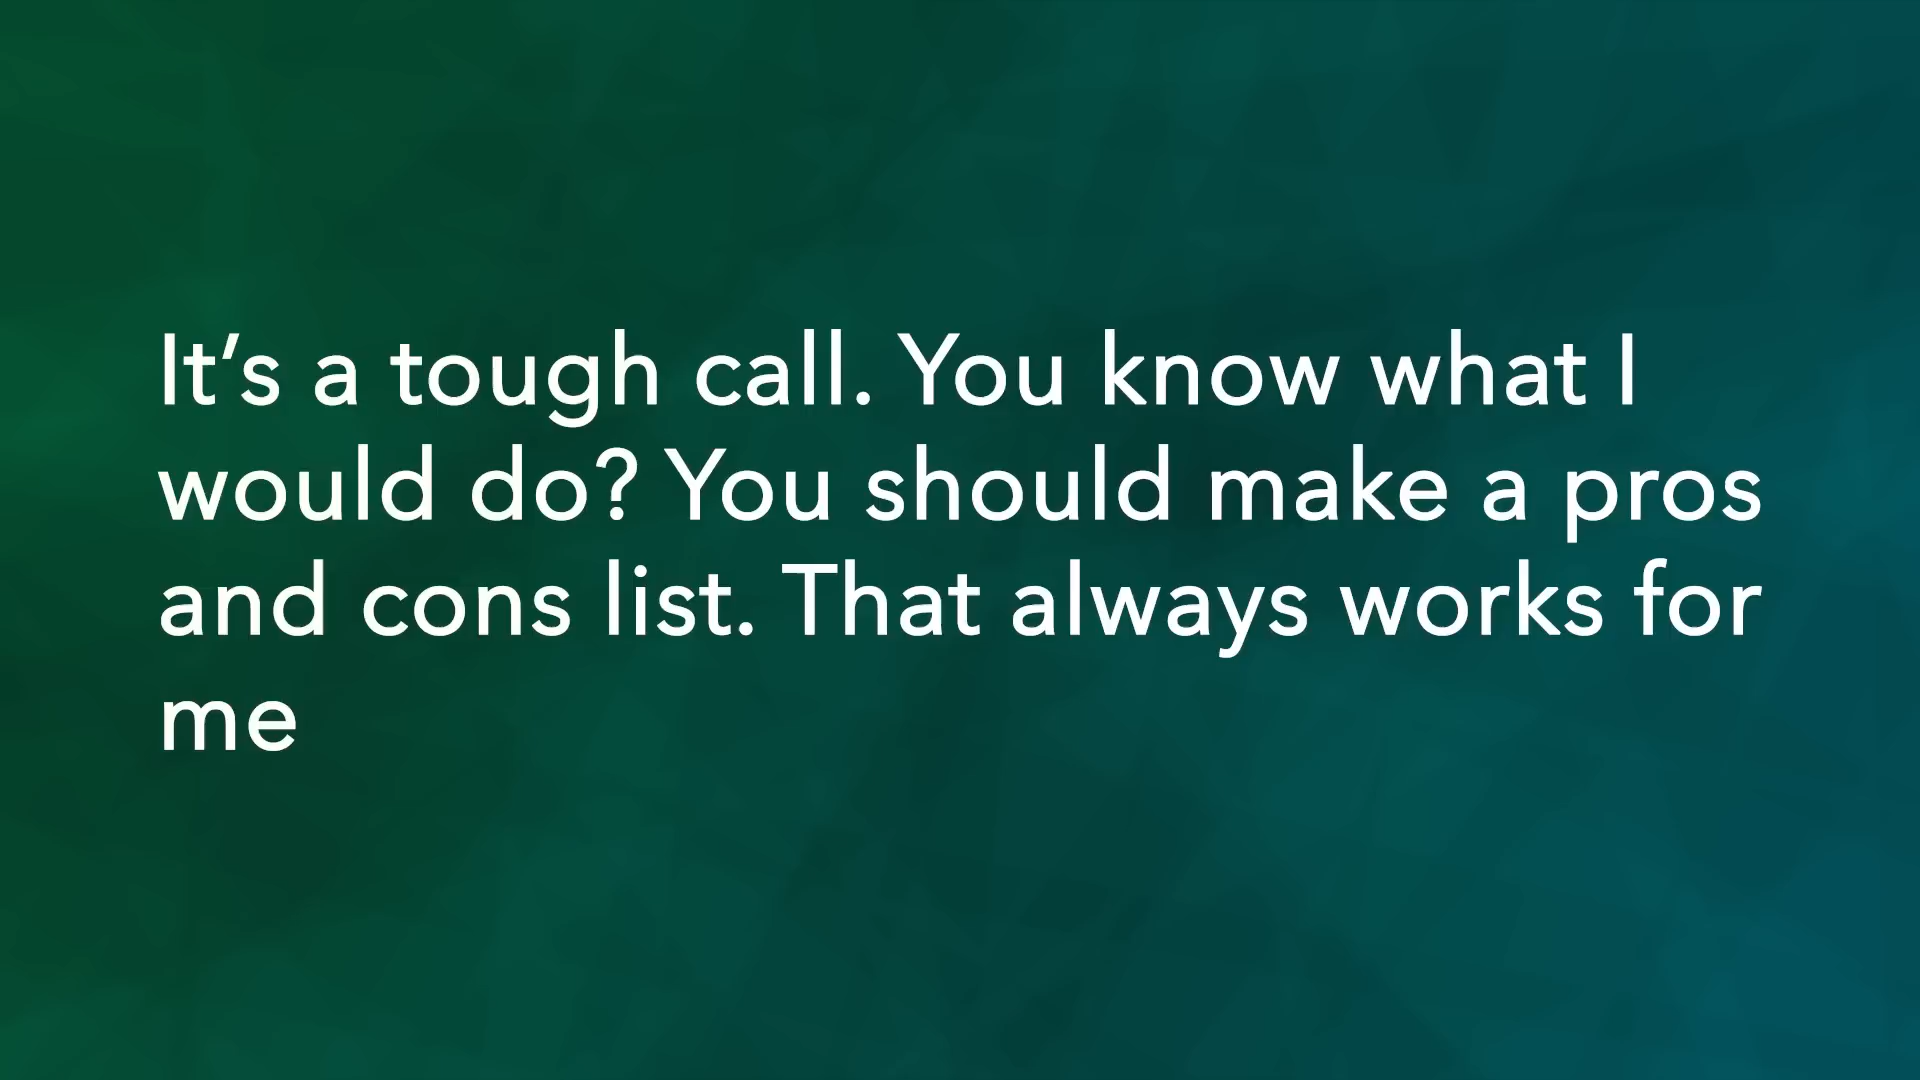 It’s a tough call. You know what I
would do? You should make a pros
and cons list. That always works for
me